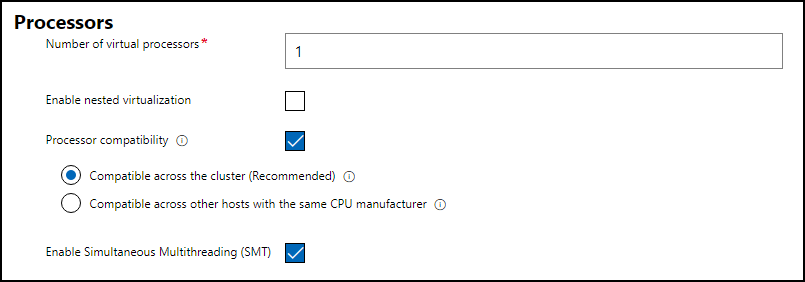 Processors
Number of virtual processors*
1
Enable nested virtualization
Processor compatibility
Compatible across the cluster (Recommended)
Compatible across other hosts with the same CPU manufacturer
Enable Simultaneous Multithreading (SMT)